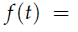 f(t) =